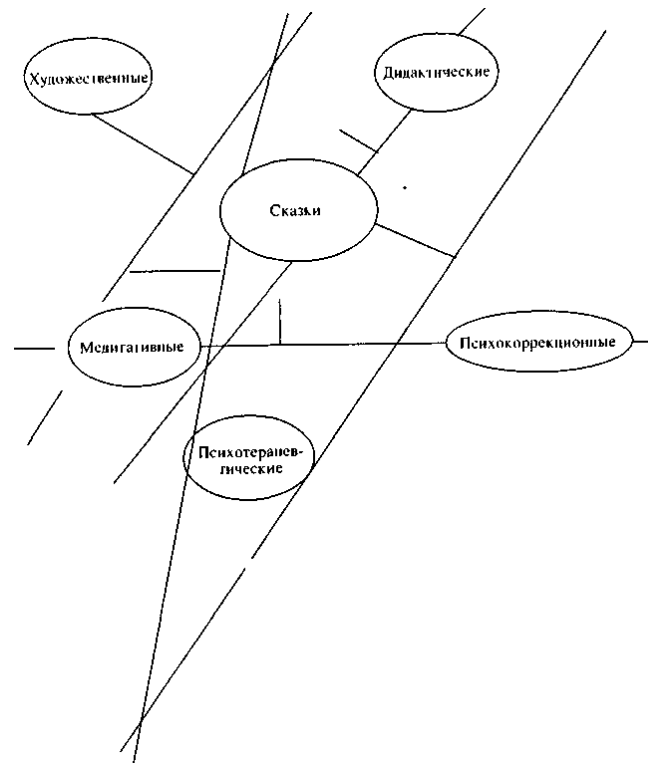 Художественные
Дидактические
Сказки
Медитативные
Психокоррекционные
Психотерапев-
тические